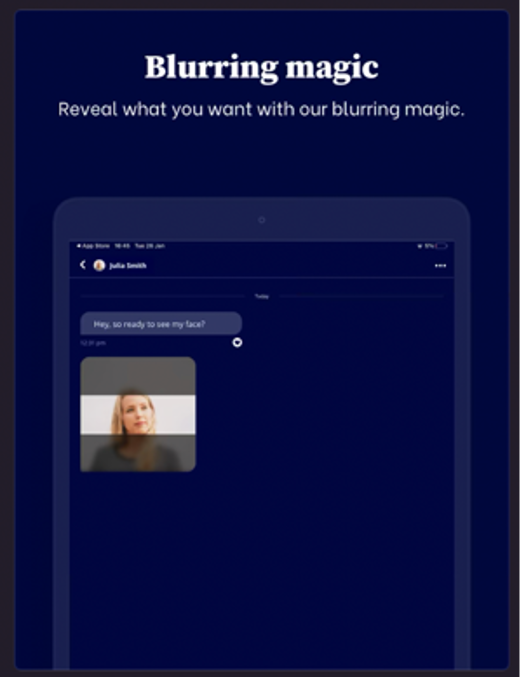 Blurring magic
Reveal what you want with our blurring magic.
App Store 16:45 Tue 26 Jan
Julia Smith
Today
Hey, so ready to see my face?
12:31 pm